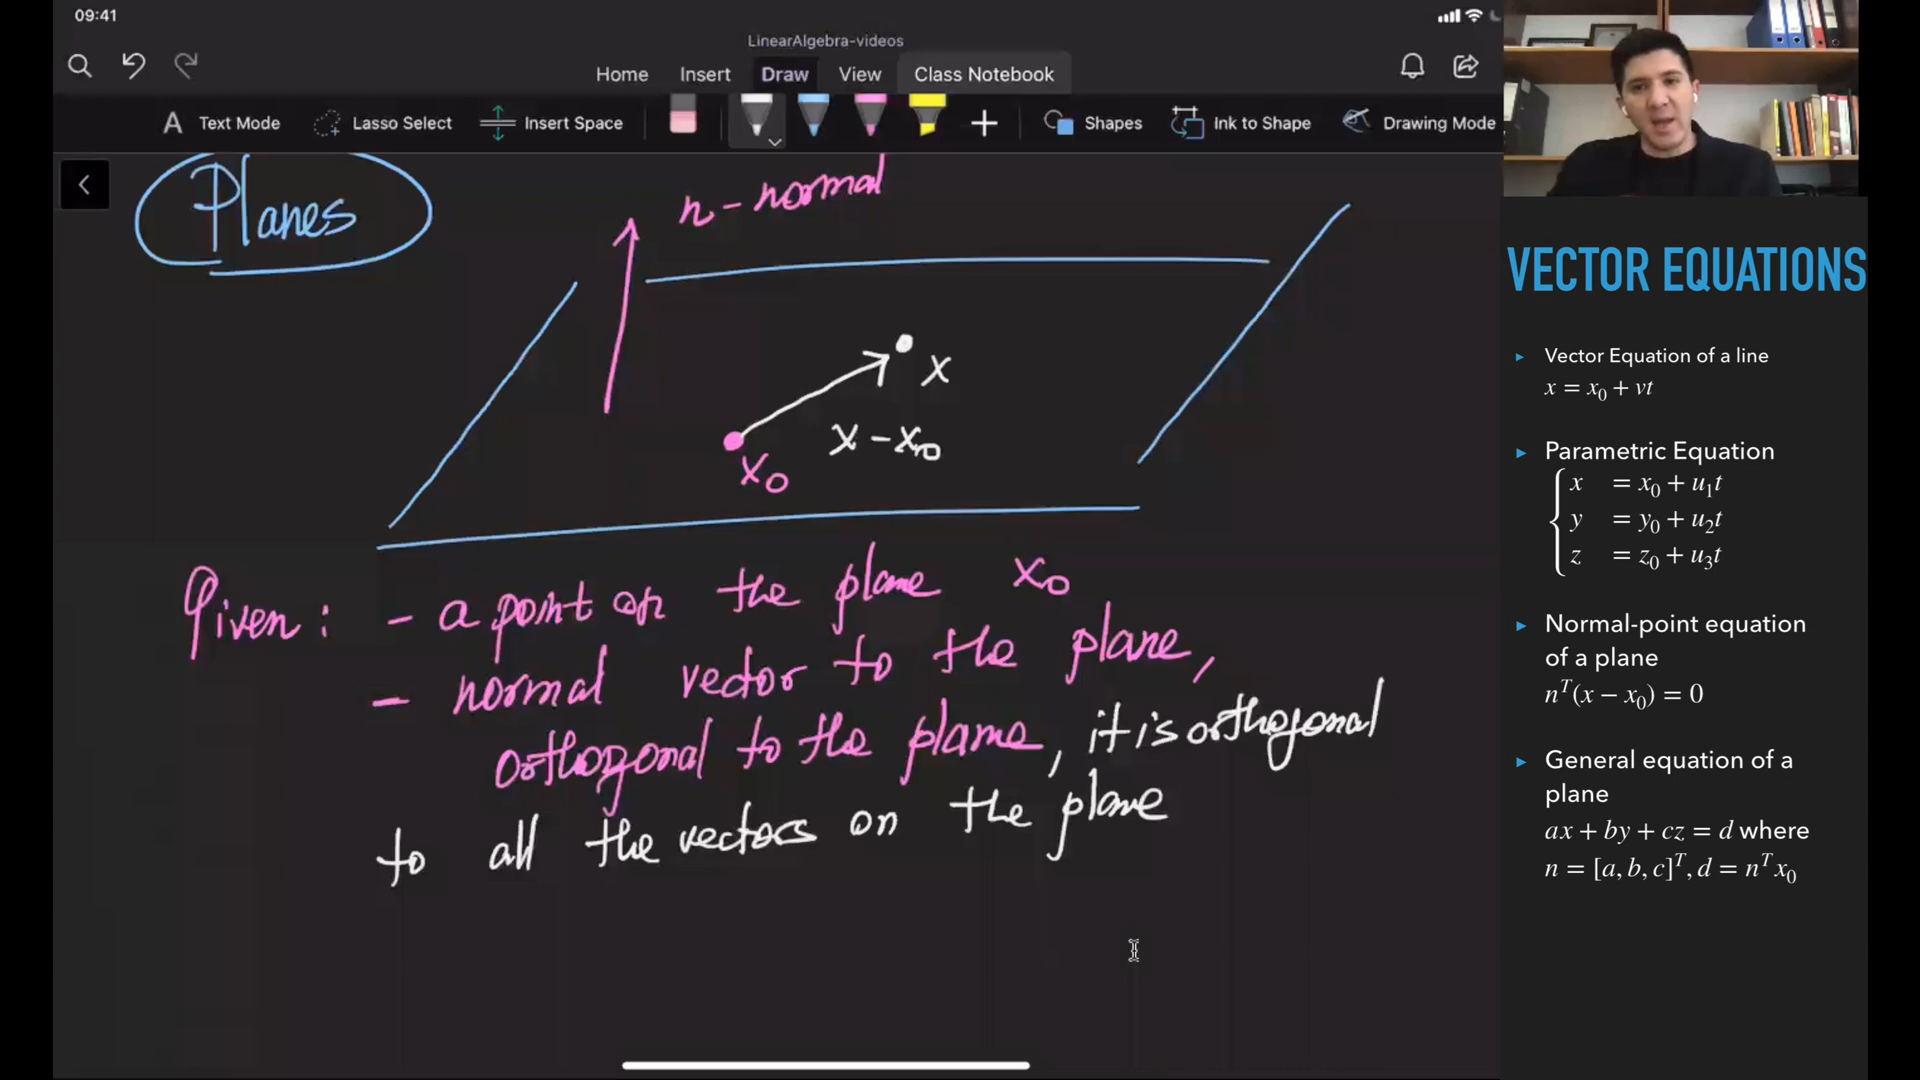 09:41
LinearAlgebra-videos
Home Insert Draw View Class Notebook
A Text Mode Lasso Select Insert Space Shapes Ink to Shape Drawing Mode
Planes
n - normal
x
x - x₀
x₀
Given: - a point on the plane x₀
- normal vector to the plane,
orthogonal to the plane, it is orthogonal
to all the vectors on the plane
VECTOR EQUATIONS
▸ Vector Equation of a line
x = x₀ + vt
▸ Parametric Equation
x = x₀ + u₁t
y = y₀ + u₂t
z = z₀ + u₃t
▸ Normal-point equation
of a plane
nᵀ(x − x₀) = 0
▸ General equation of a
plane
ax + by + cz = d where
n = [a, b, c]ᵀ, d = nᵀx₀